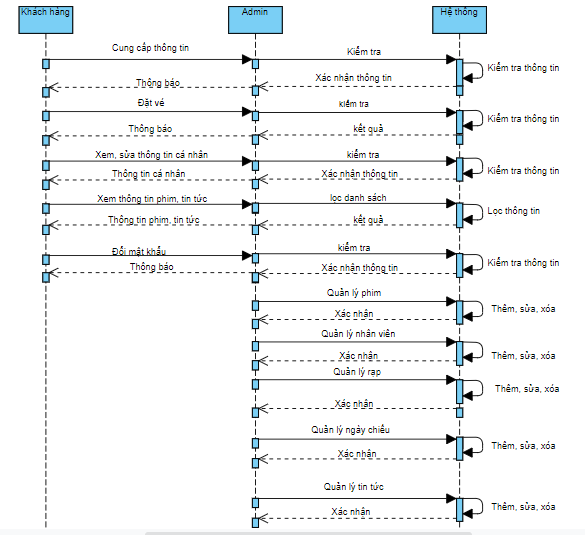 Khách hàng
Admin
Hệ thống
Cung cấp thông tin
Kiểm tra
Kiểm tra thông tin
Xác nhận thông tin
Thông báo
Đặt vé
kiểm tra
Kiểm tra thông tin
Thông báo
kết quả
Xem, sửa thông tin cá nhân
kiểm tra
Kiểm tra thông tin
Thông tin cá nhân
Xác nhận thông tin
Xem thông tin phim, tin tức
lọc danh sách
Lọc thông tin
Thông tin phim, tin tức
kết quả
Đổi mật khẩu
kiểm tra
Kiểm tra thông tin
Thông báo
Xác nhận thông tin
Quản lý phim
Thêm, sửa, xóa
Xác nhận
Quản lý nhân viên
Thêm, sửa, xóa
Xác nhận
Quản lý rạp
Thêm, sửa, xóa
Xác nhận
Quản lý ngày chiếu
Thêm, sửa, xóa
Xác nhận
Quản lý tin tức
Thêm, sửa, xóa
Xác nhận